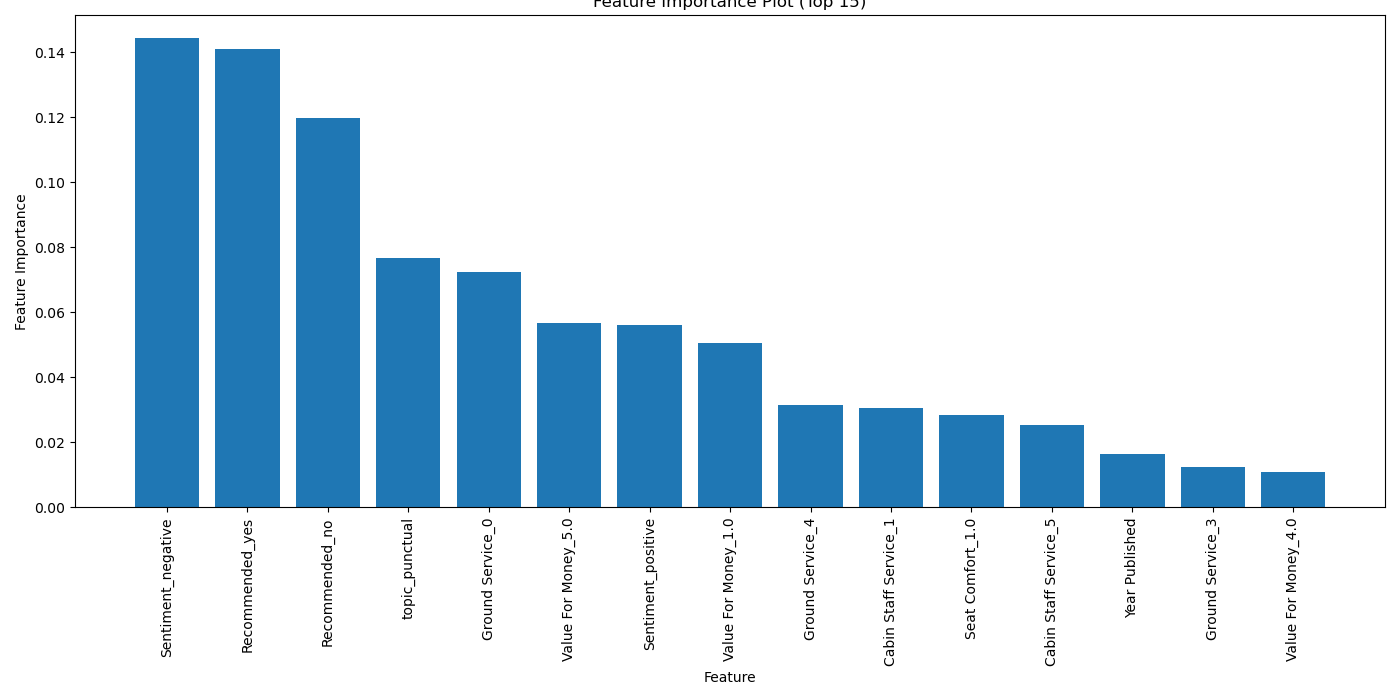 Feature Importance Plot (Top 15)
Feature Importance
0.14
0.12
0.10
0.08
0.06
0.04
0.02
0.00
Sentiment_negative
Recommended_yes
Recommended_no
topic_punctual
Ground Service_0
Value For Money_5.0
Sentiment_positive
Value For Money_1.0
Ground Service_4
Cabin Staff Service_1
Seat Comfort_1.0
Cabin Staff Service_5
Year Published
Ground Service_3
Value For Money_4.0
Feature